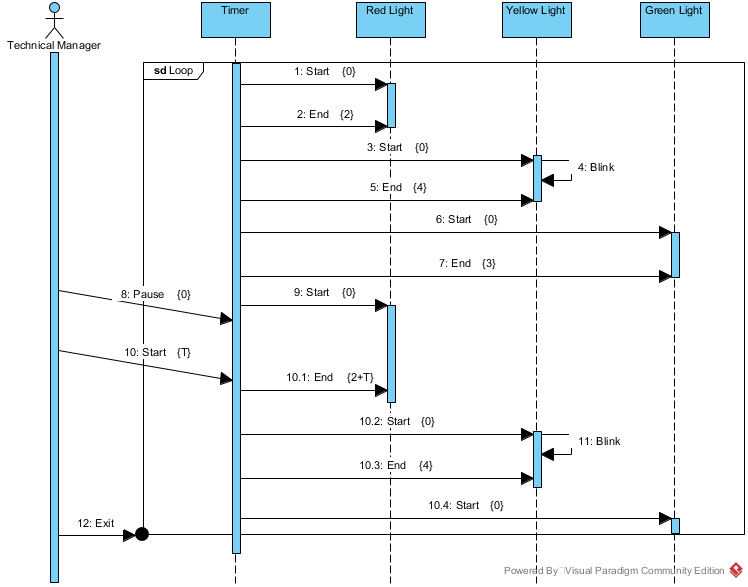 Timer
Red Light
Yellow Light
Green Light
Technical Manager
sd Loop
1: Start {0}
2: End {2}
3: Start {0}
4: Blink
5: End {4}
6: Start {0}
7: End {3}
8: Pause {0}
9: Start {0}
10: Start {T}
10.1: End {2+T}
10.2: Start {0}
11: Blink
10.3: End {4}
10.4: Start {0}
12: Exit
Powered By Visual Paradigm Community Edition